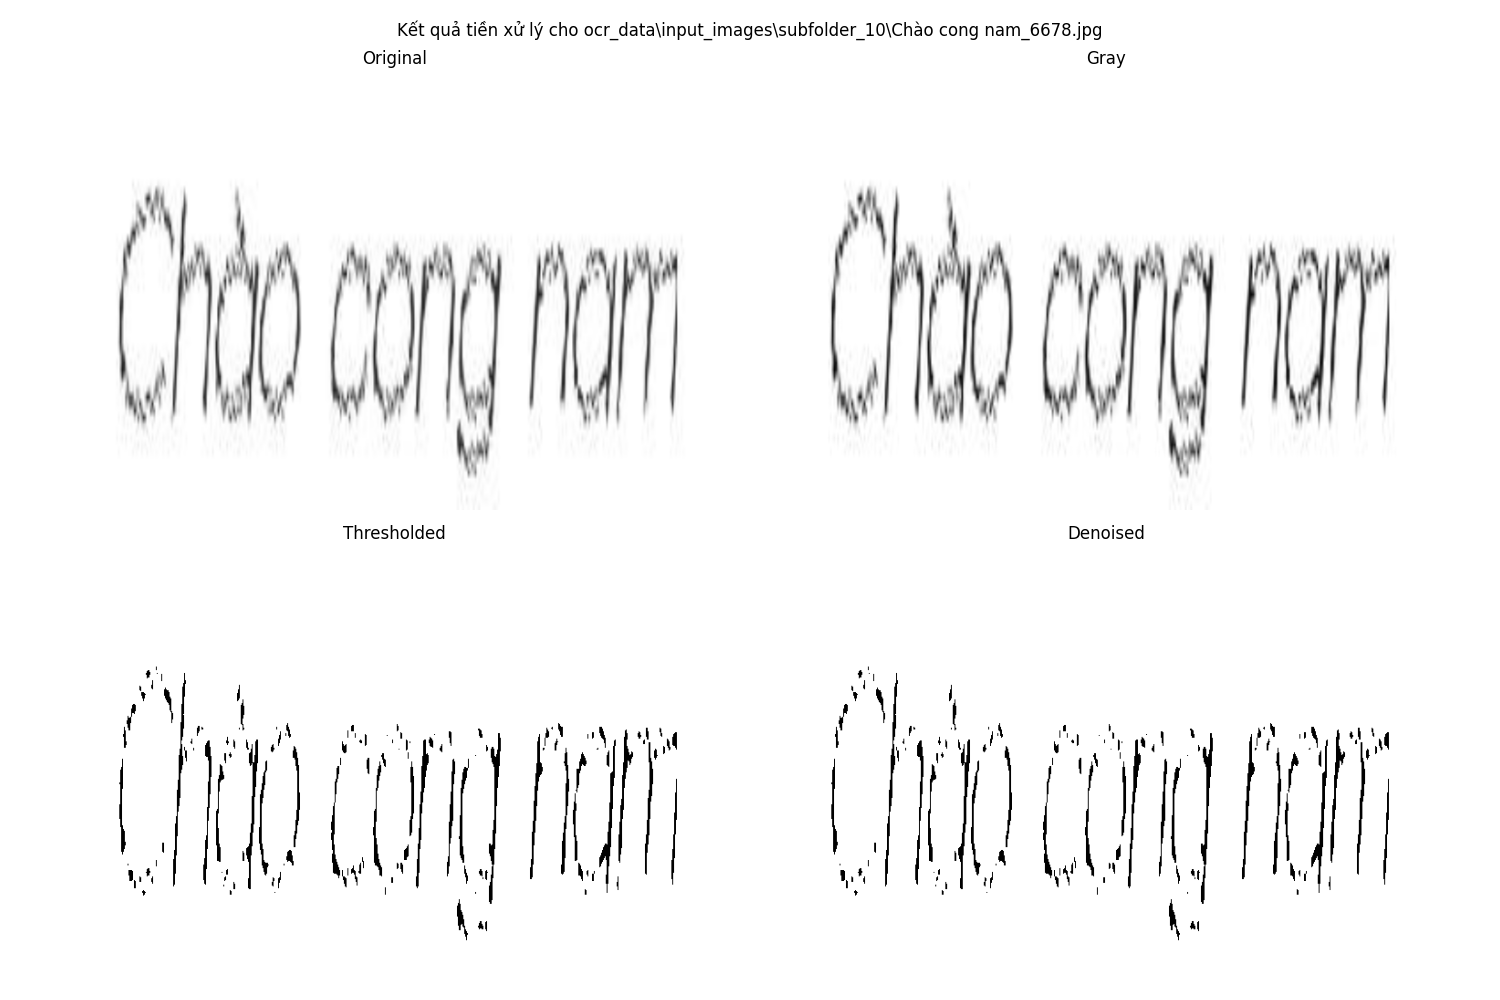 Kết quả tiền xử lý cho ocr_data\input_images\subfolder_10\Chào cong nam_6678.jpg
Original
Gray
Chào cong nam
Chào cong nam
Thresholded
Denoised
Chào cong nam
Chào cong nam